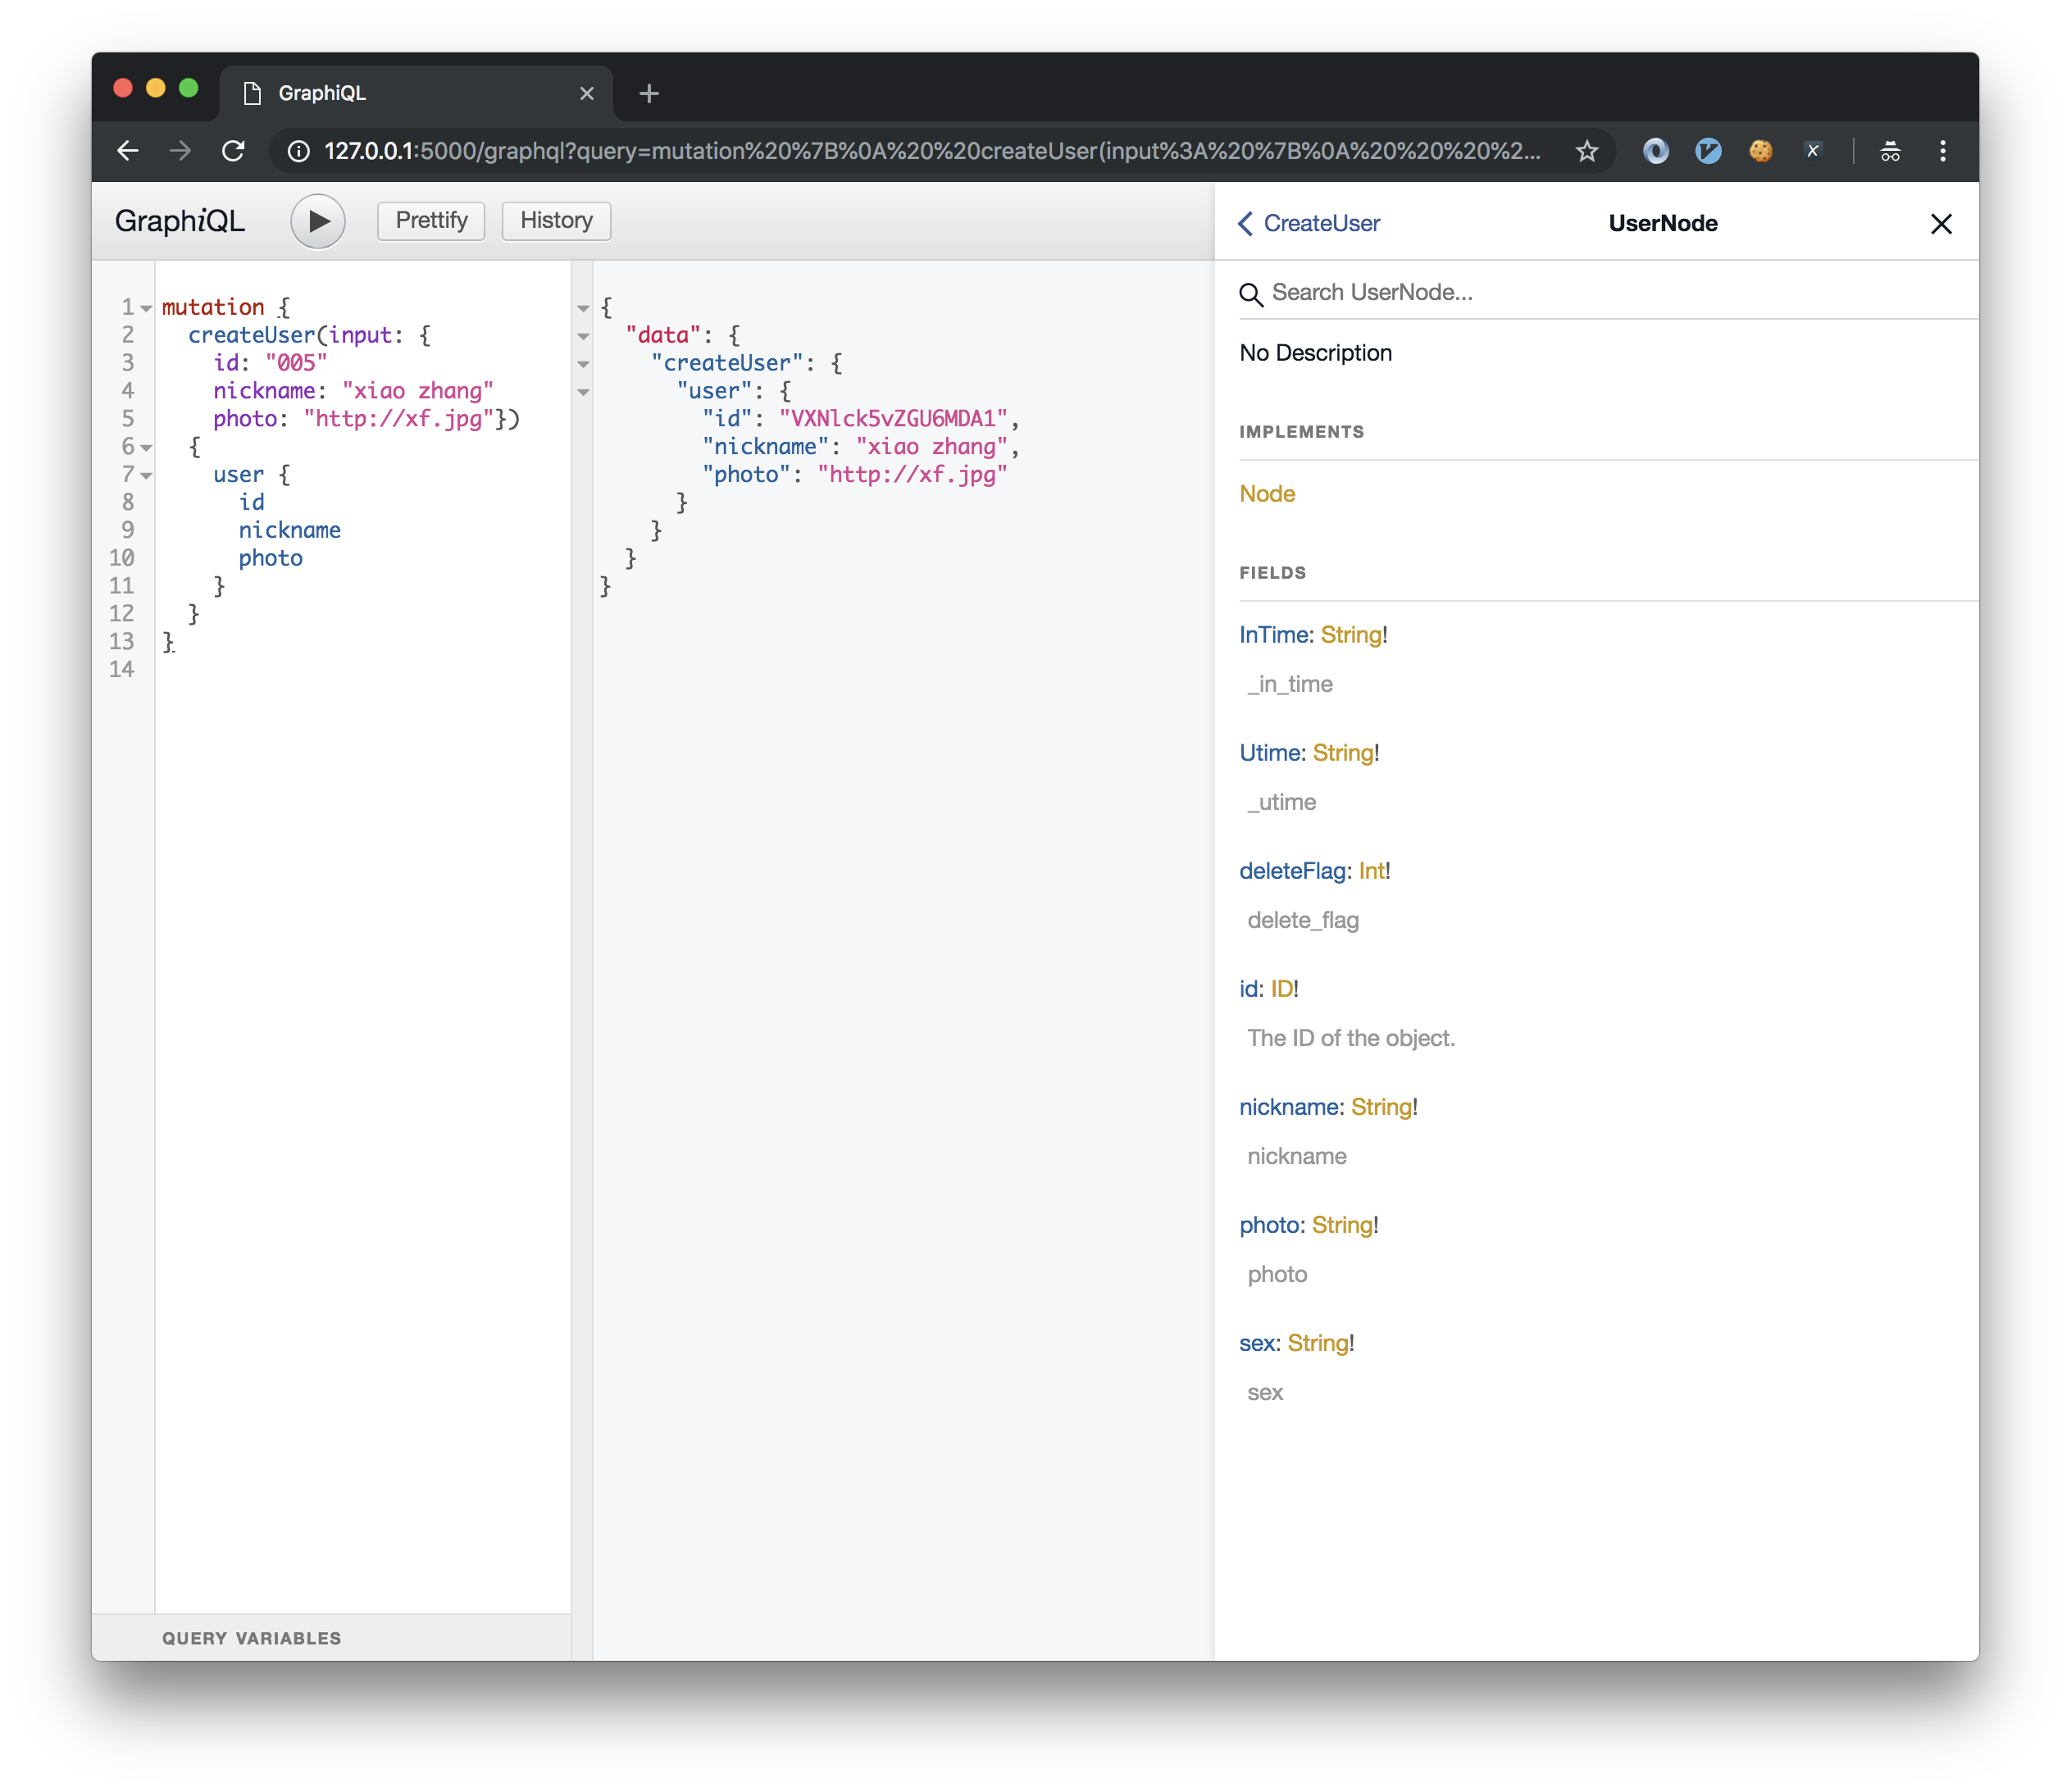 GraphiQL
127.0.0.1:5000/graphql?query=mutation%20%7B%0A%20%20createUser(input%3A%20%7B%0A%20%20%20%2...
GraphiQL
Prettify
History
1 mutation {
2   createUser(input: {
3     id: "005"
4     nickname: "xiao zhang"
5     photo: "http://xf.jpg"})
6   {
7     user {
8       id
9       nickname
10       photo
11     }
12   }
13 }
14
QUERY VARIABLES
{
  "data": {
    "createUser": {
      "user": {
        "id": "VXNlck5vZGU6MDA1",
        "nickname": "xiao zhang",
        "photo": "http://xf.jpg"
      }
    }
  }
}
CreateUser
UserNode
Search UserNode...
No Description
IMPLEMENTS
Node
FIELDS
InTime: String!
_in_time
Utime: String!
_utime
deleteFlag: Int!
delete_flag
id: ID!
The ID of the object.
nickname: String!
nickname
photo: String!
photo
sex: String!
sex